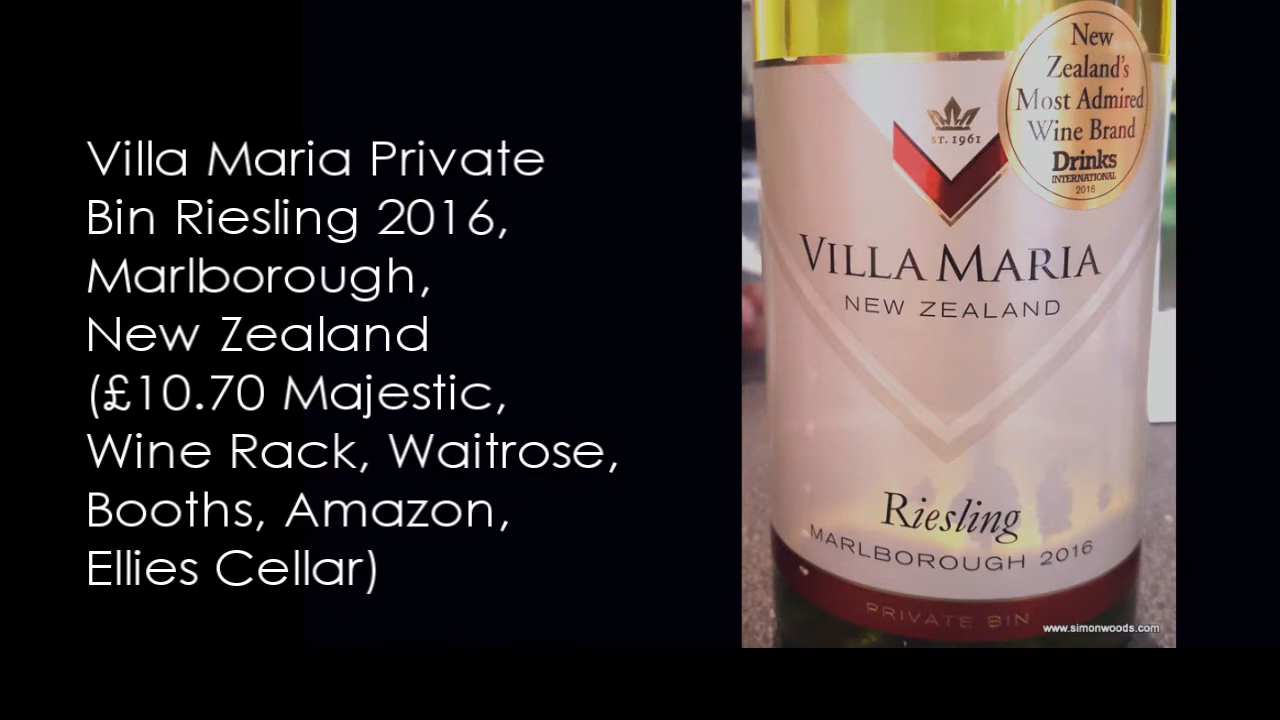 Villa Maria Private
Bin Riesling 2016,
Marlborough,
New Zealand
(£10.70 Majestic,
Wine Rack, Waitrose,
Booths, Amazon,
Ellies Cellar)
New
Zealand's
Most Admired
Wine Brand
Drinks
INTERNATIONAL
2016
EST. 1961
VILLA MARIA
NEW ZEALAND
Riesling
MARLBOROUGH 2016
PRIVATE BIN
www.simonwoods.com